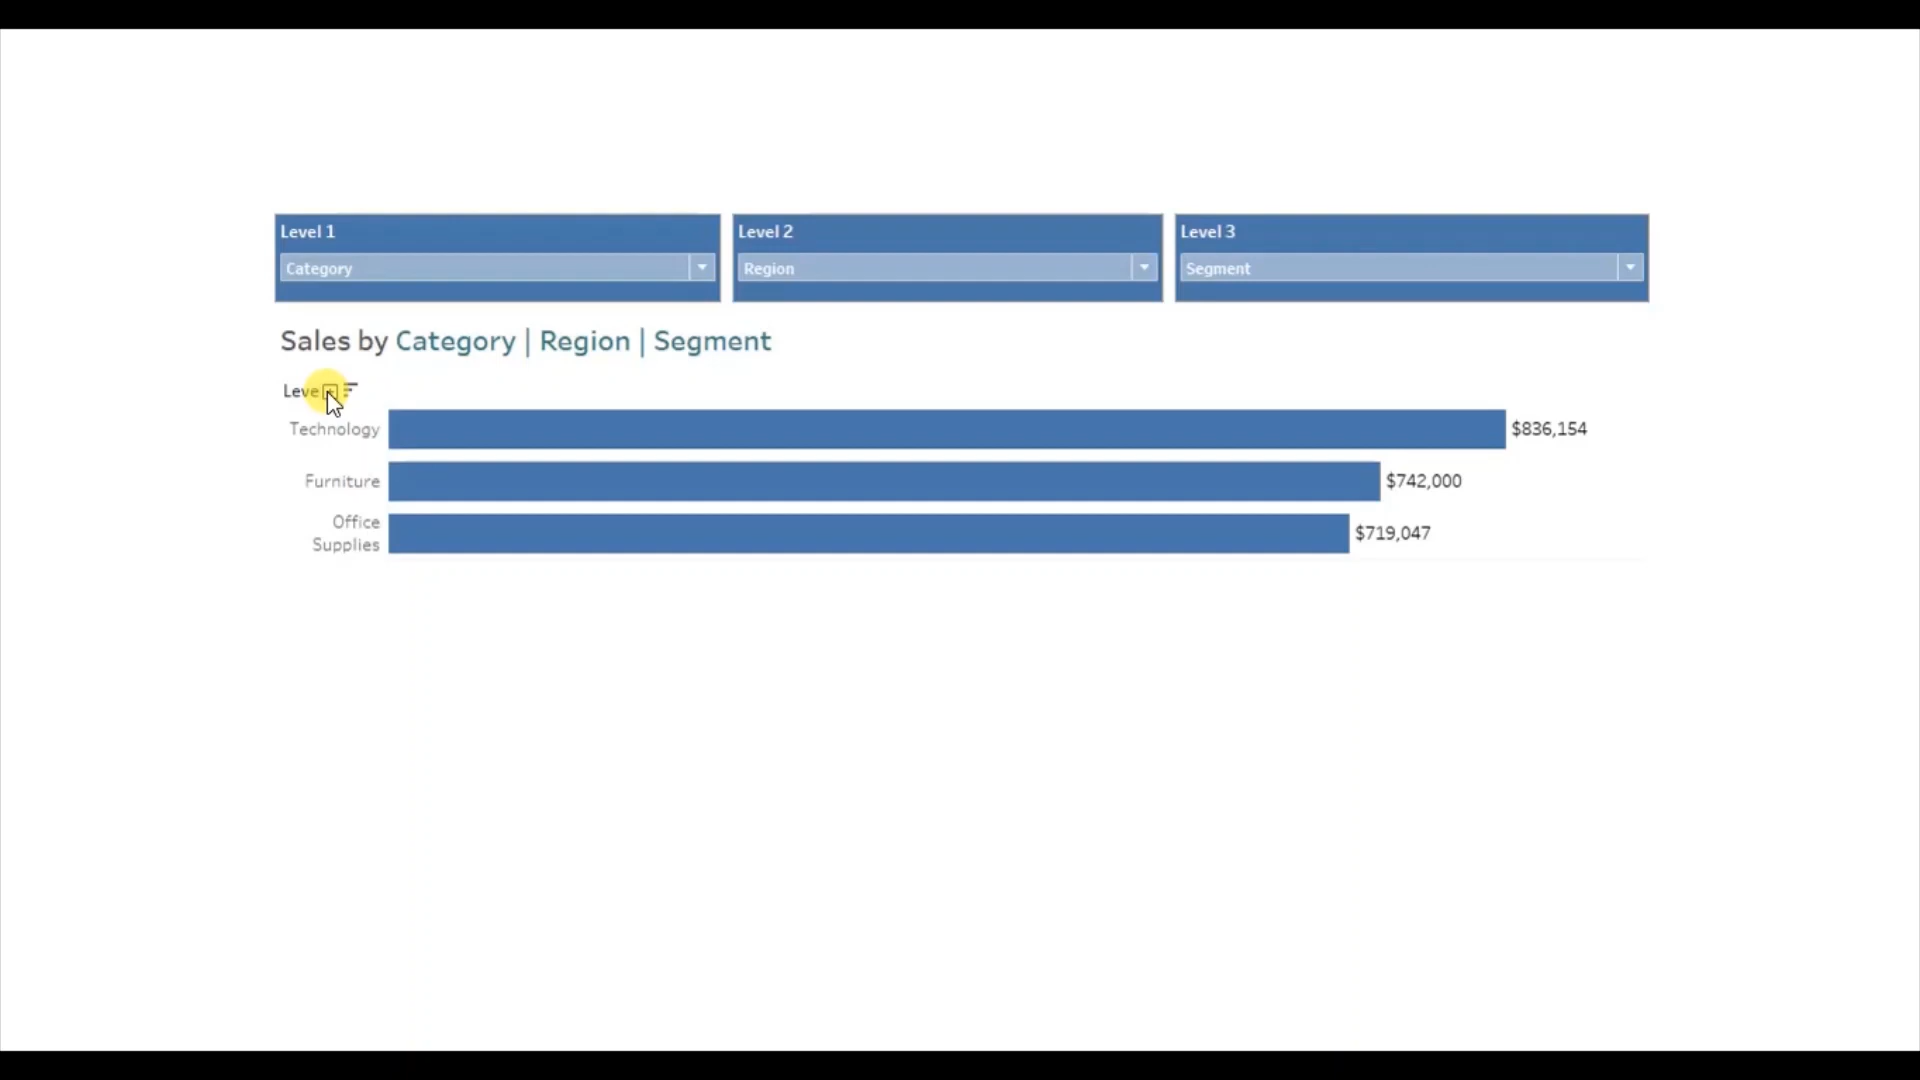 Level 1
Level 2
Level 3
Category
Region
Segment
Sales by Category | Region | Segment
Leve
Technology
$836,154
Furniture
$742,000
Office
Supplies
$719,047